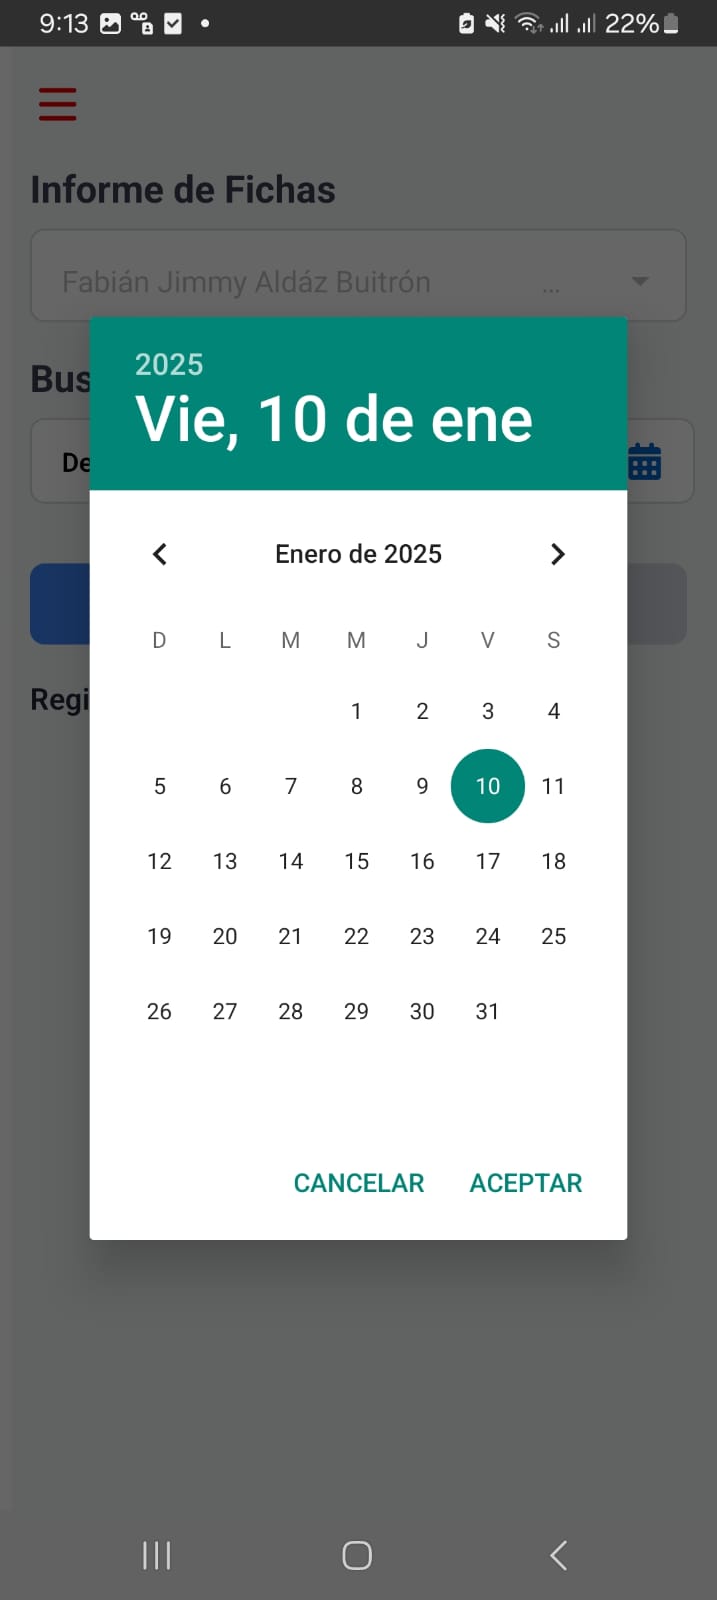 9:13 22%
Informe de Fichas
Fabián Jimmy Aldáz Buitrón ...
2025
Vie, 10 de ene
Bus
De
Enero de 2025
D L M M J V S
1 2 3 4
5 6 7 8 9 10 11
12 13 14 15 16 17 18
19 20 21 22 23 24 25
26 27 28 29 30 31
Regi
CANCELAR ACEPTAR